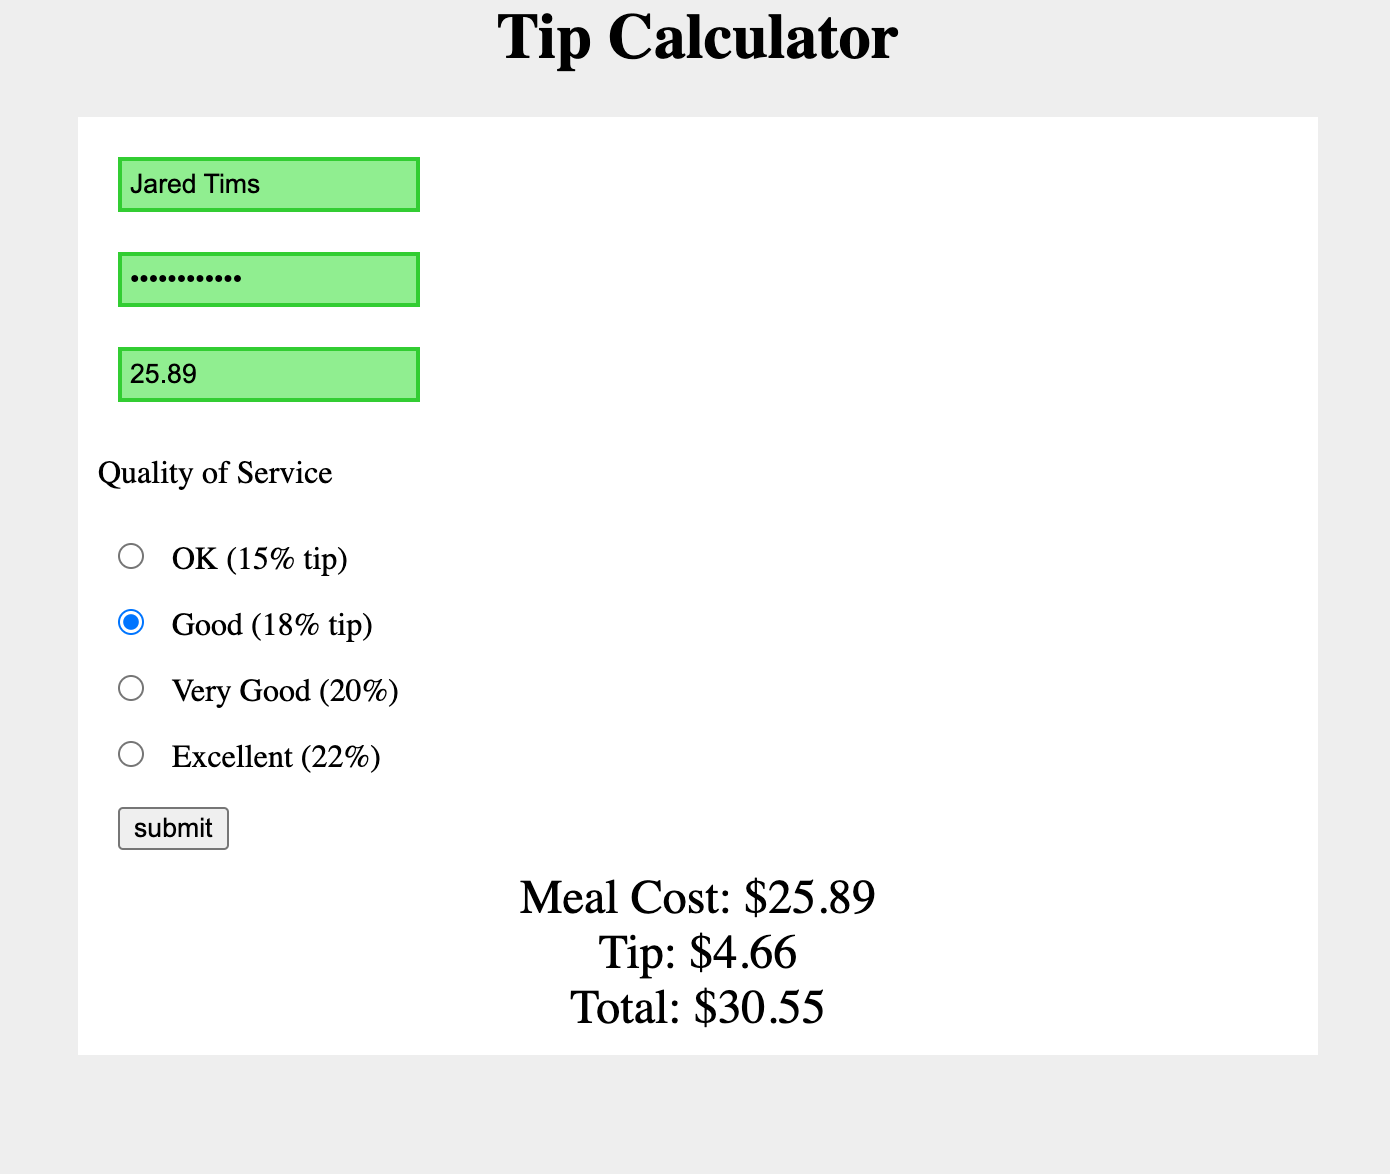 Tip Calculator
Jared Tims
••••••••••••
25.89
Quality of Service
OK (15% tip)
Good (18% tip)
Very Good (20%)
Excellent (22%)
submit
Meal Cost: $25.89
Tip: $4.66
Total: $30.55